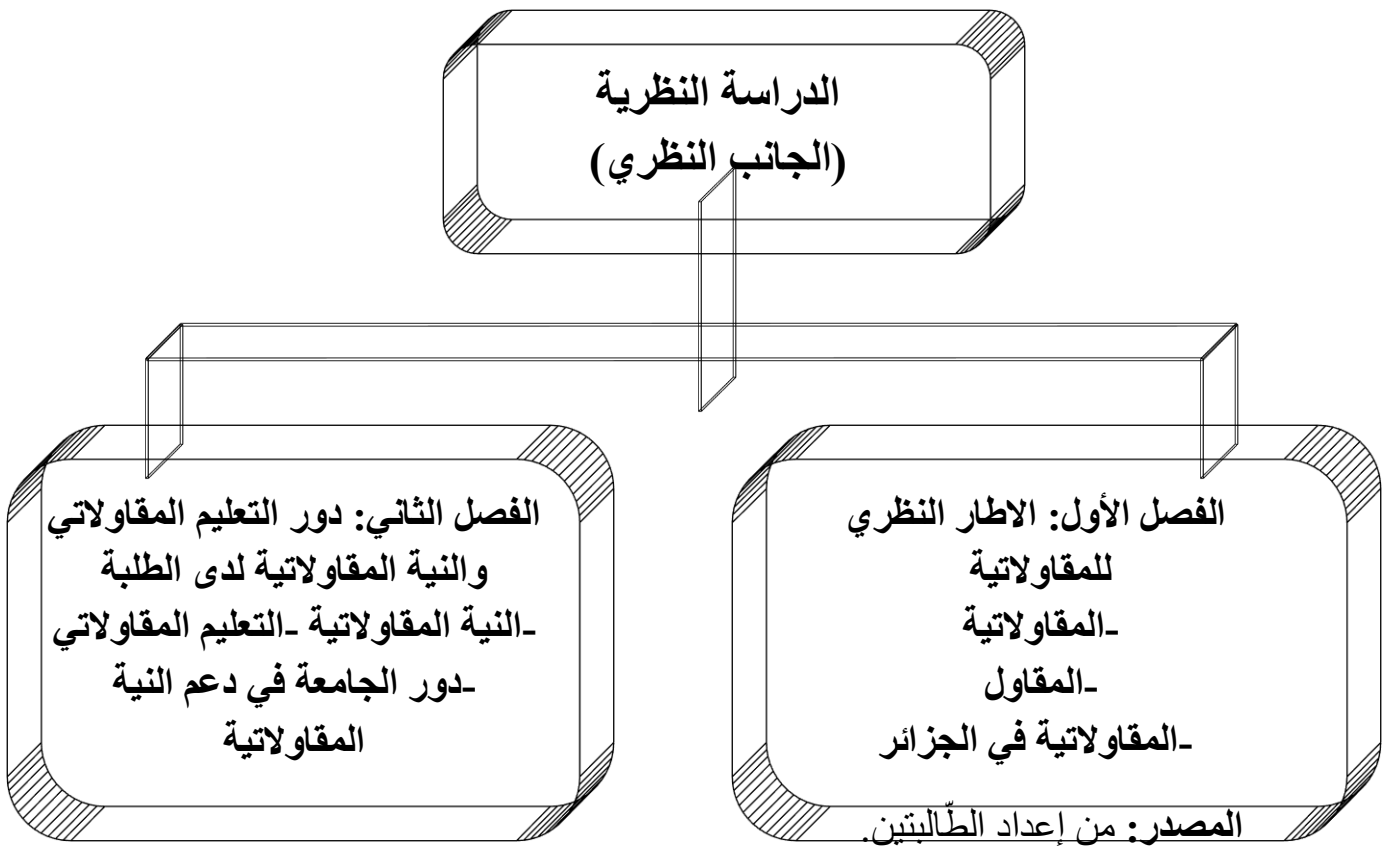 الدراسة النظرية
(الجانب النظري)
الفصل الأول: الاطار النظري
للمقاولاتية
-المقاولاتية
-المقاول
-المقاولاتية في الجزائر
الفصل الثاني: دور التعليم المقاولاتي
والنية المقاولاتية لدى الطلبة
-النية المقاولاتية -التعليم المقاولاتي
-دور الجامعة في دعم النية
المقاولاتية
المصدر: من إعداد الطّالبتين.